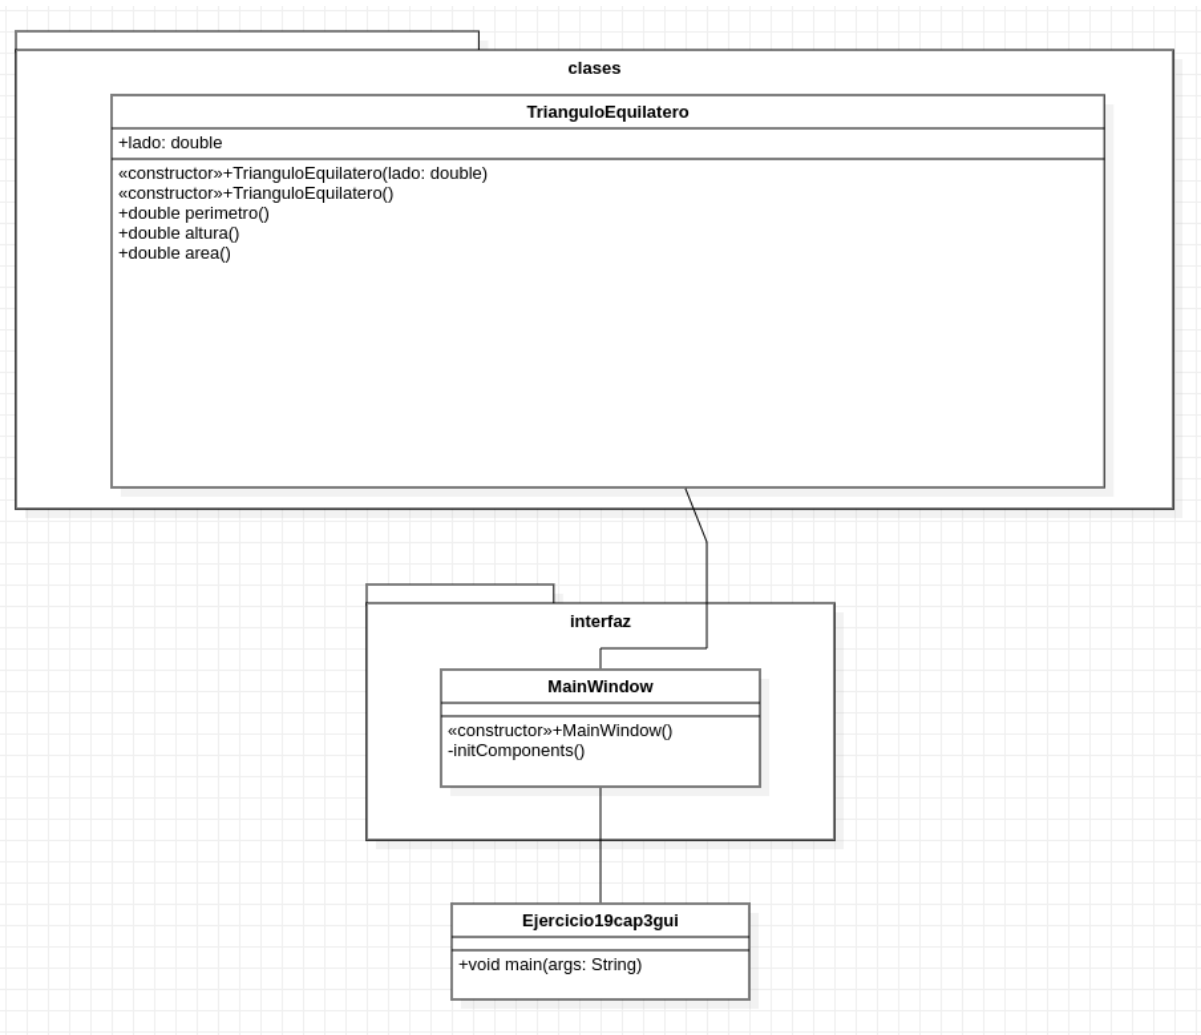 clases
TrianguloEquilatero
+lado: double
«constructor»+TrianguloEquilatero(lado: double)
«constructor»+TrianguloEquilatero()
+double perimetro()
+double altura()
+double area()
interfaz
MainWindow
«constructor»+MainWindow()
-initComponents()
Ejercicio19cap3gui
+void main(args: String)